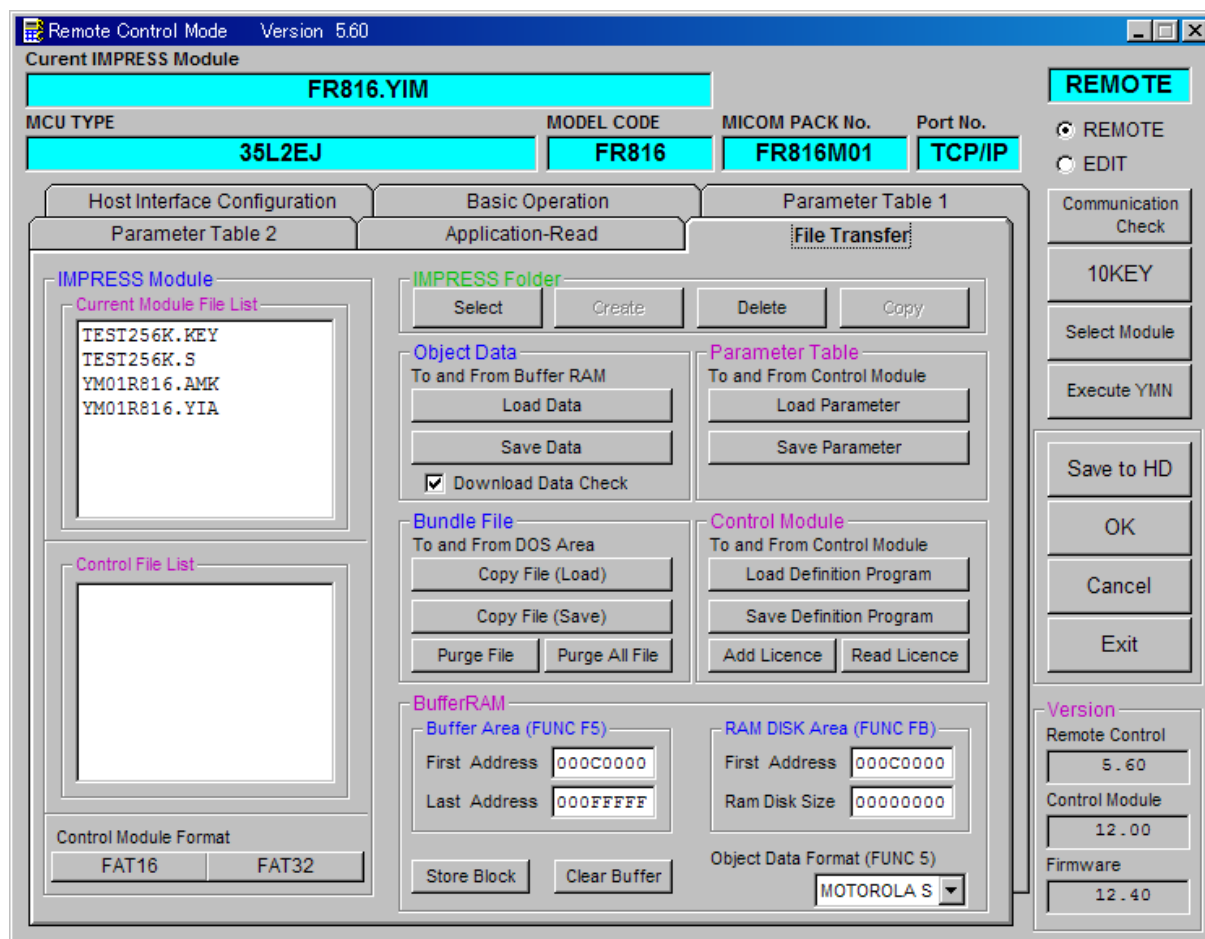 Remote Control Mode Version 5.60
Curent IMPRESS Module
FR816.YIM
MCU TYPE MODEL CODE MICOM PACK No. Port No.
35L2EJ FR816 FR816M01 TCP/IP
REMOTE
REMOTE
EDIT
Host Interface Configuration Basic Operation Parameter Table 1
Parameter Table 2 Application-Read File Transfer
IMPRESS Module
Current Module File List
TEST256K.KEY
TEST256K.S
YM01R816.AMK
YM01R816.YIA
Control File List
Control Module Format
FAT16 FAT32
IMPRESS Folder
Select Create Delete Copy
Object Data
To and From Buffer RAM
Load Data
Save Data
Download Data Check
Parameter Table
To and From Control Module
Load Parameter
Save Parameter
Bundle File
To and From DOS Area
Copy File (Load)
Copy File (Save)
Purge File Purge All File
Control Module
To and From Control Module
Load Definition Program
Save Definition Program
Add Licence Read Licence
BufferRAM
Buffer Area (FUNC F5)
First Address 000C0000
Last Address 000FFFFF
RAM DISK Area (FUNC FB)
First Address 000C0000
Ram Disk Size 00000000
Store Block Clear Buffer
Object Data Format (FUNC 5)
MOTOROLA S
Communication
Check
10KEY
Select Module
Execute YMN
Save to HD
OK
Cancel
Exit
Version
Remote Control
5.60
Control Module
12.00
Firmware
12.40